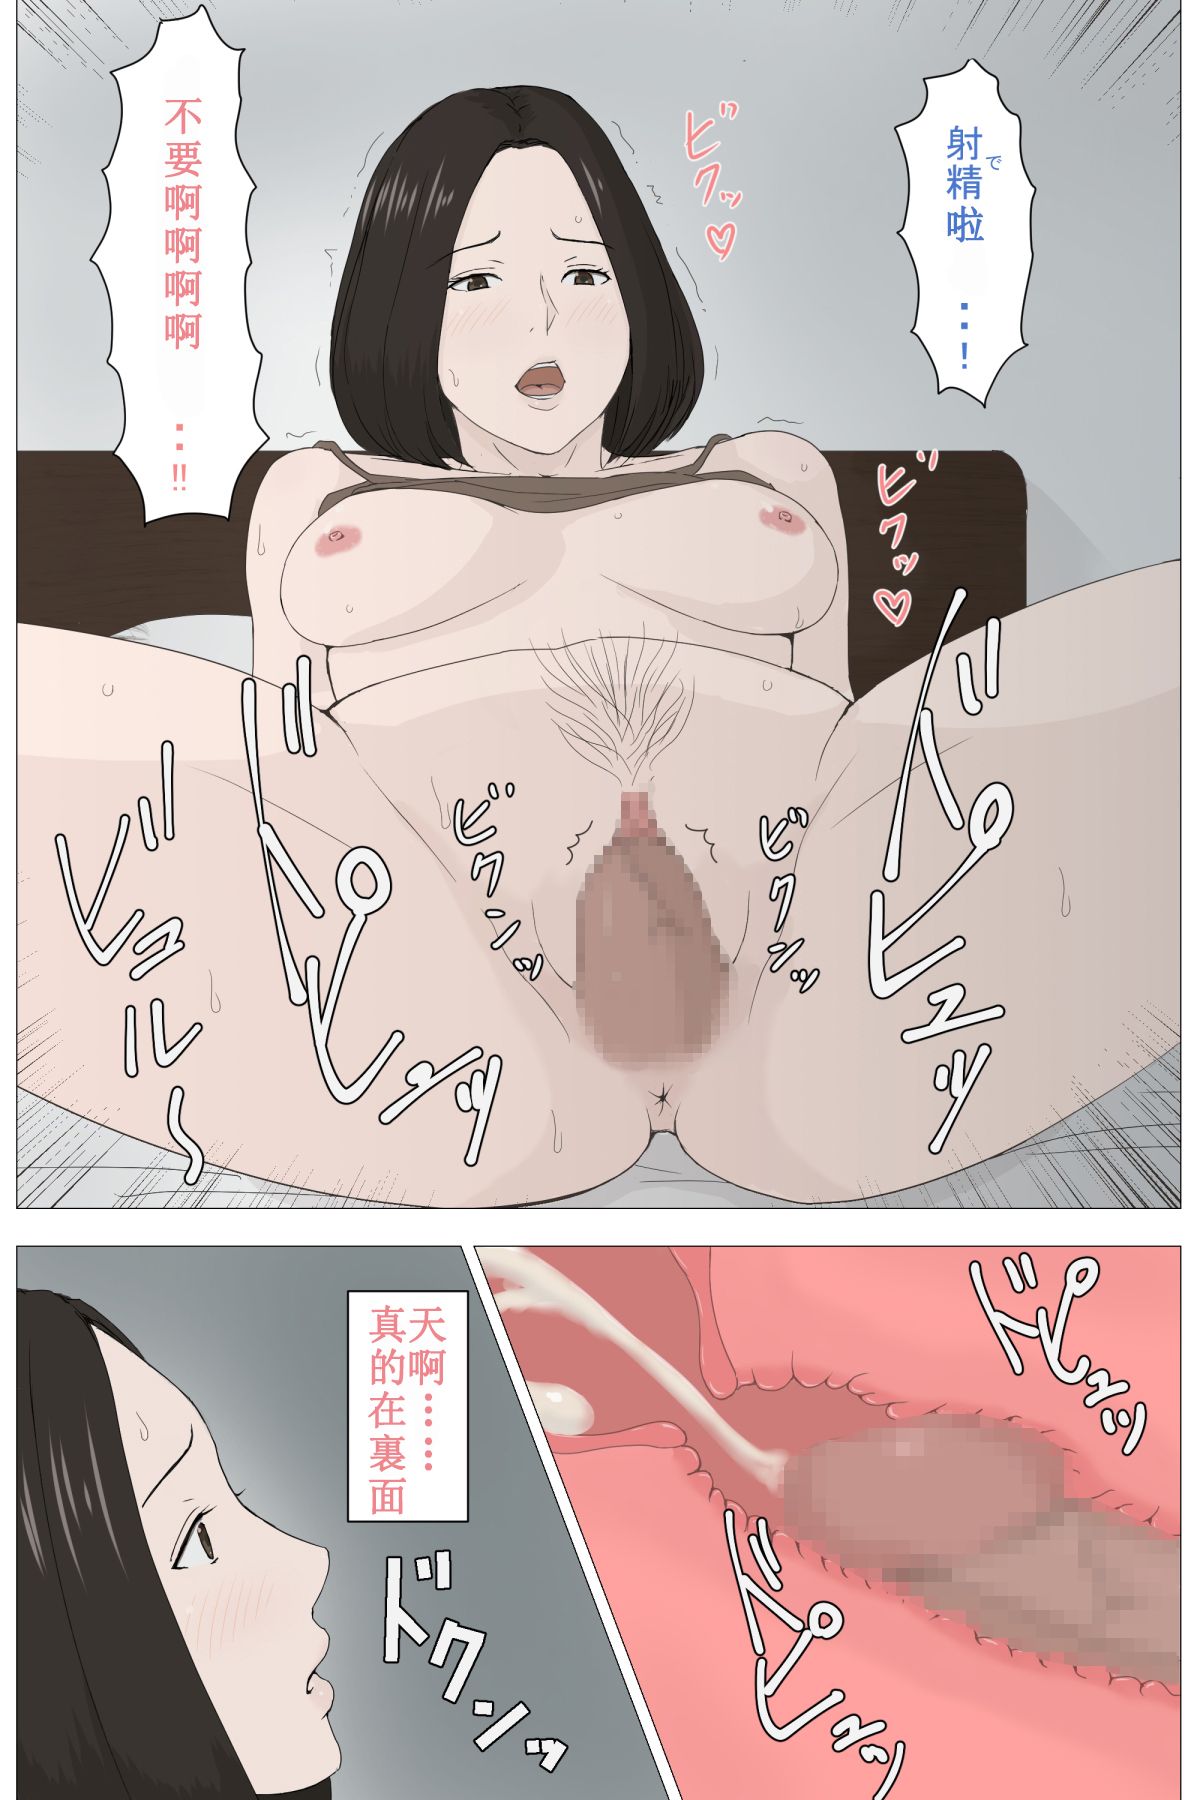 射精啦
で
…!
不要啊啊啊啊
…!!
ビクッ♡
ビクッ♡
ビクンッ
ビクンッ
ドピュッ
ドピュッ
ビュル〜
ドピュッ
ドピュッ
天啊……
真的在裏面
ドクンッ